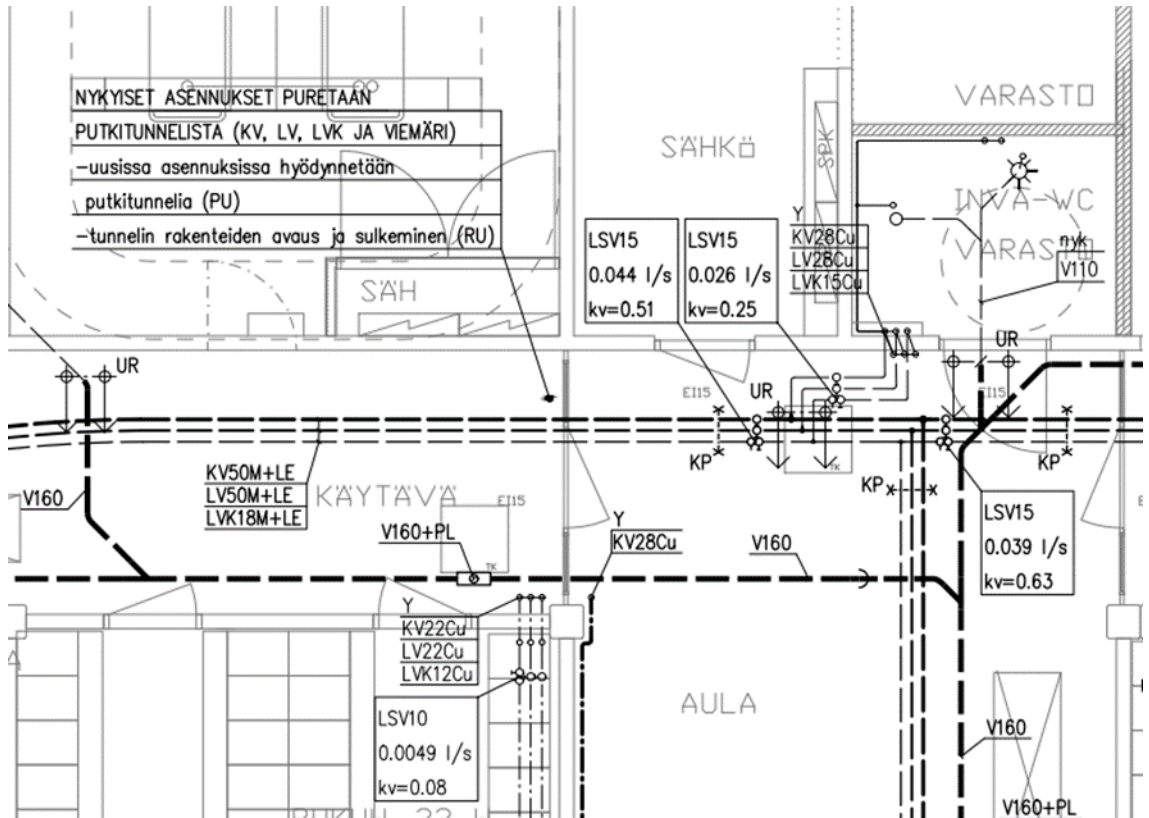 NYKYISET ASENNUKSET PURETAAN
PUTKITUNNELISTA (KV, LV, LVK JA VIEMÄRI)
-uusissa asennuksissa hyödynnetään
putkitunnelia (PU)
-tunnelin rakenteiden avaus ja sulkeminen (RU)
SÄH
SÄHKÖ
SPK
VARASTO
INVA-WC
VARASTO
nyk
V110
LSV15
0.044 l/s
kv=0.51
LSV15
0.026 l/s
kv=0.25
Y
KV28Cu
LV28Cu
LVK15Cu
UR
UR
UR
EI15
EI15
KP
KP
KP
TK
KV50M+LE
LV50M+LE
LVK18M+LE
KÄYTÄVÄ
EI15
V160
V160+PL
TK
Y
KV28Cu
V160
LSV15
0.039 l/s
kv=0.63
Y
KV22Cu
LV22Cu
LVK12Cu
LSV10
0.0049 l/s
kv=0.08
AULA
V160
V160+PL